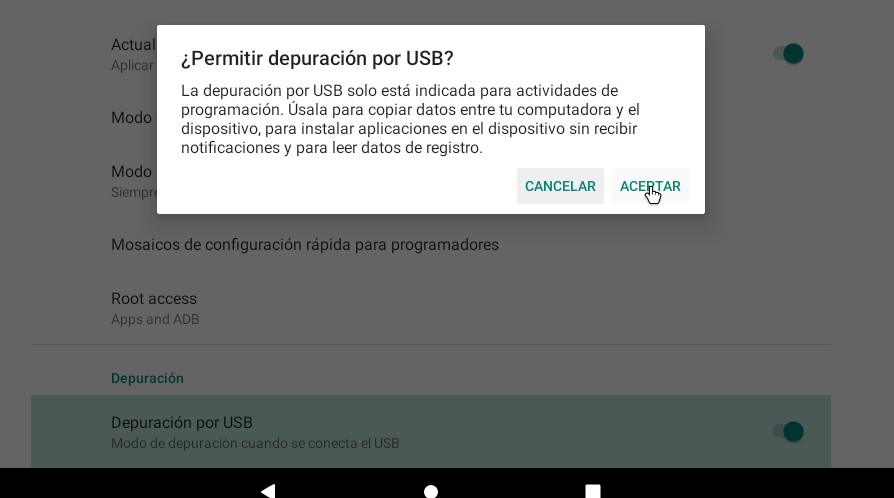 Actual
Aplicar
¿Permitir depuración por USB?
La depuración por USB solo está indicada para actividades de
programación. Úsala para copiar datos entre tu computadora y el
dispositivo, para instalar aplicaciones en el dispositivo sin recibir
notificaciones y para leer datos de registro.
CANCELAR ACEPTAR
Modo
Modo
Siempre
Mosaicos de configuración rápida para programadores
Root access
Apps and ADB
Depuración
Depuración por USB
Modo de depuración cuando se conecta el USB